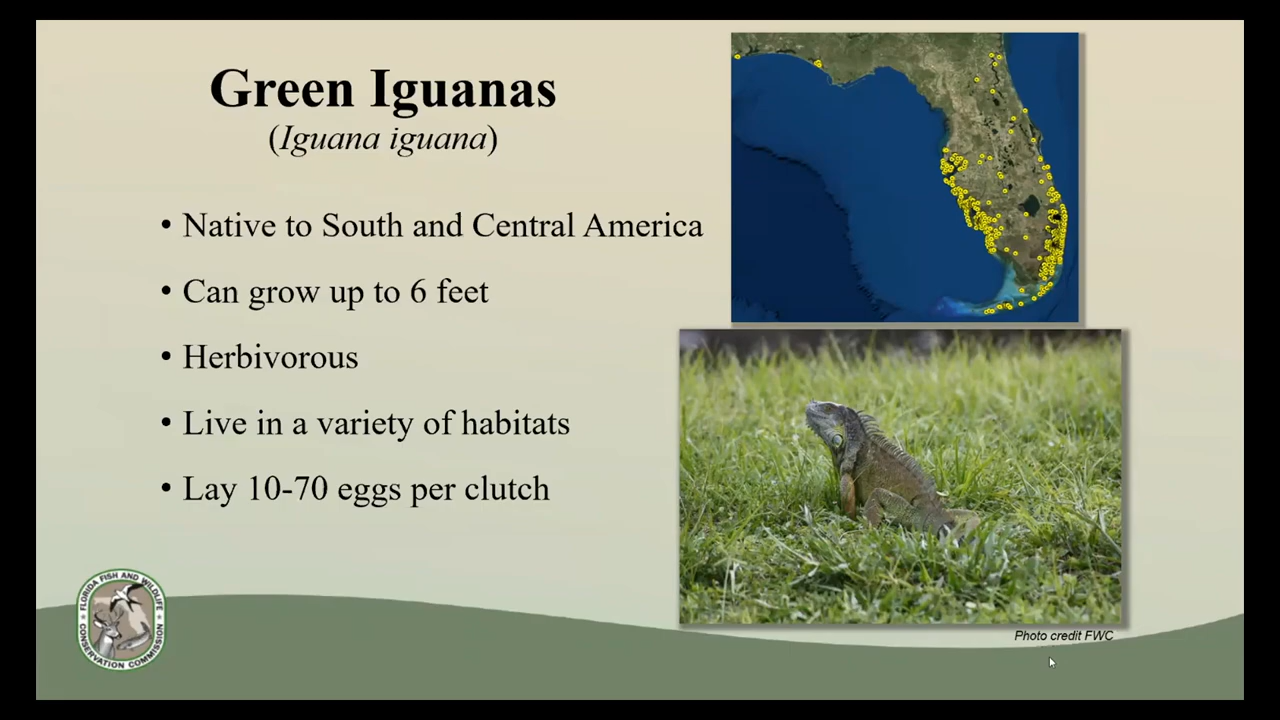 Green Iguanas
(Iguana iguana)
• Native to South and Central America
• Can grow up to 6 feet
• Herbivorous
• Live in a variety of habitats
• Lay 10-70 eggs per clutch
FLORIDA FISH AND WILDLIFE
CONSERVATION COMMISSION
Photo credit FWC